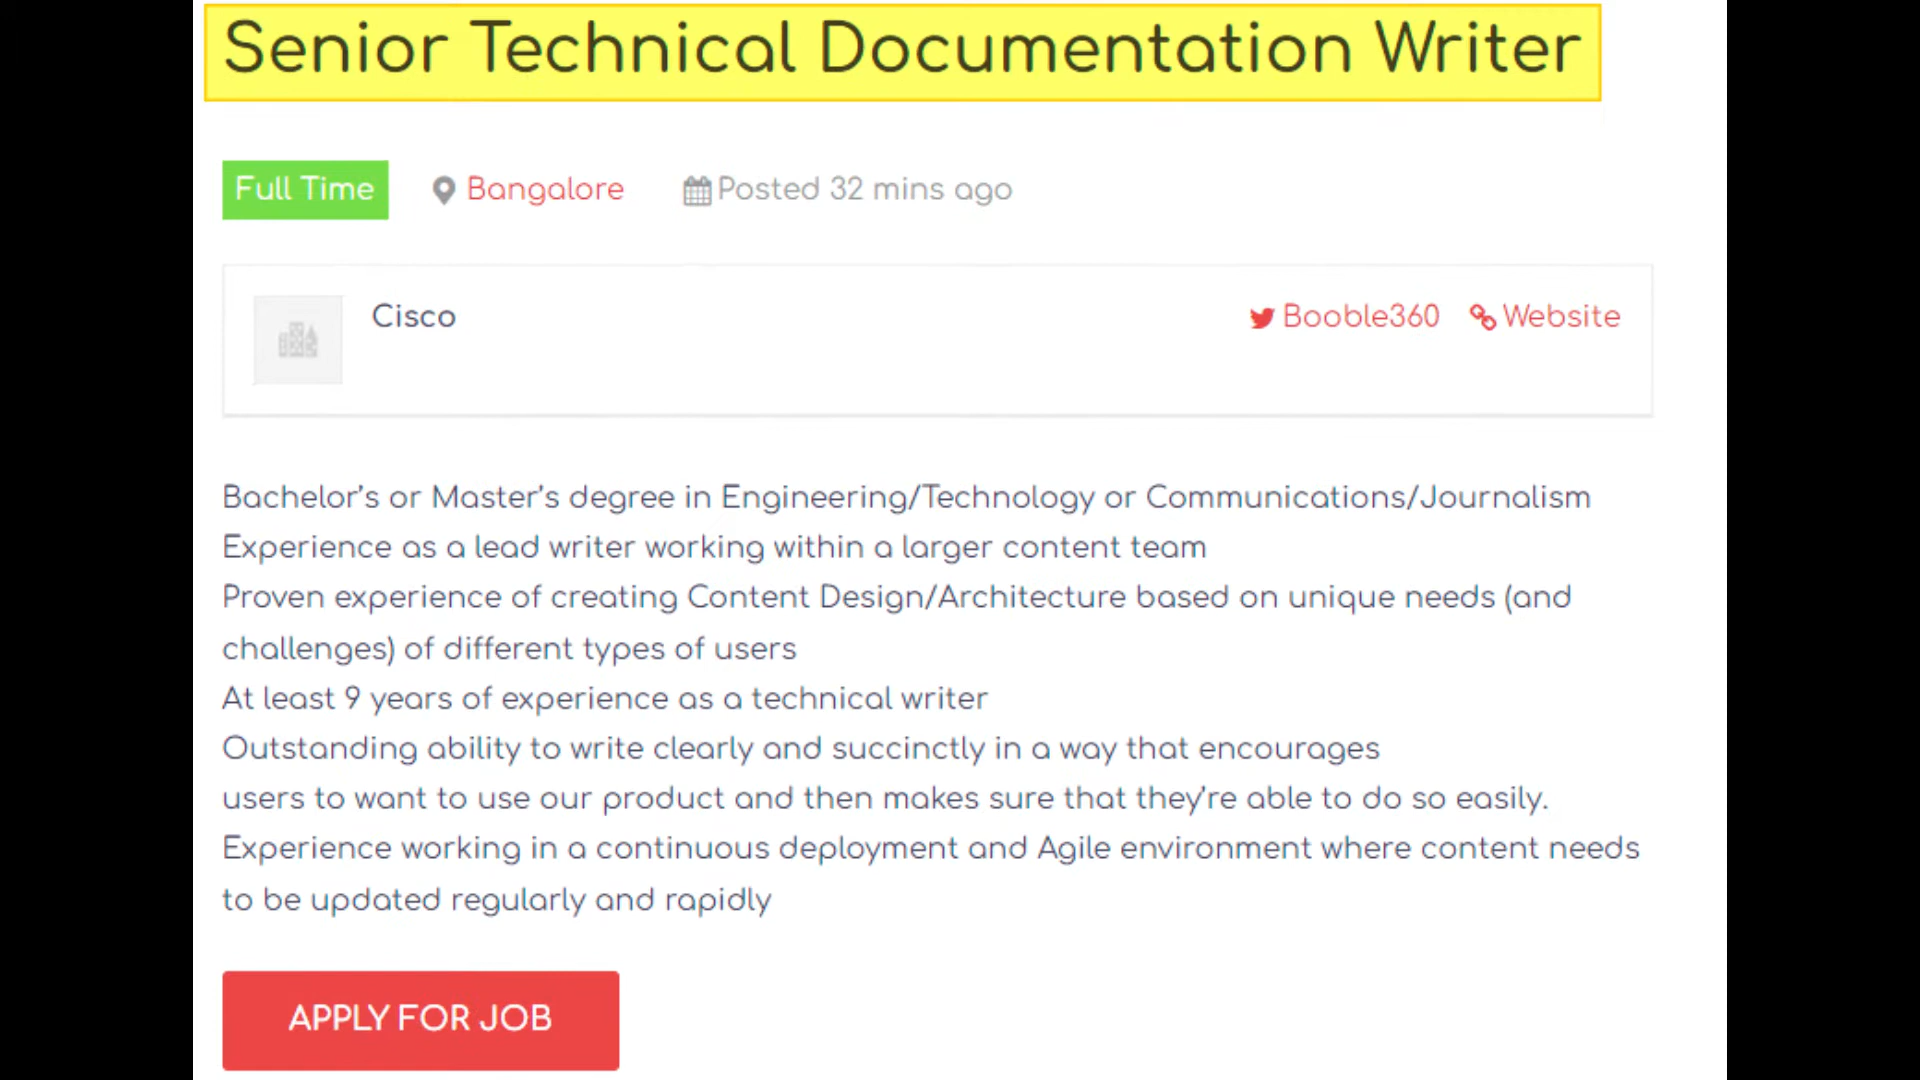 Senior Technical Documentation Writer
Full Time Bangalore Posted 32 mins ago
Cisco Booble360 Website
Bachelor’s or Master’s degree in Engineering/Technology or Communications/Journalism
Experience as a lead writer working within a larger content team
Proven experience of creating Content Design/Architecture based on unique needs (and
challenges) of different types of users
At least 9 years of experience as a technical writer
Outstanding ability to write clearly and succinctly in a way that encourages
users to want to use our product and then makes sure that they’re able to do so easily.
Experience working in a continuous deployment and Agile environment where content needs
to be updated regularly and rapidly
APPLY FOR JOB